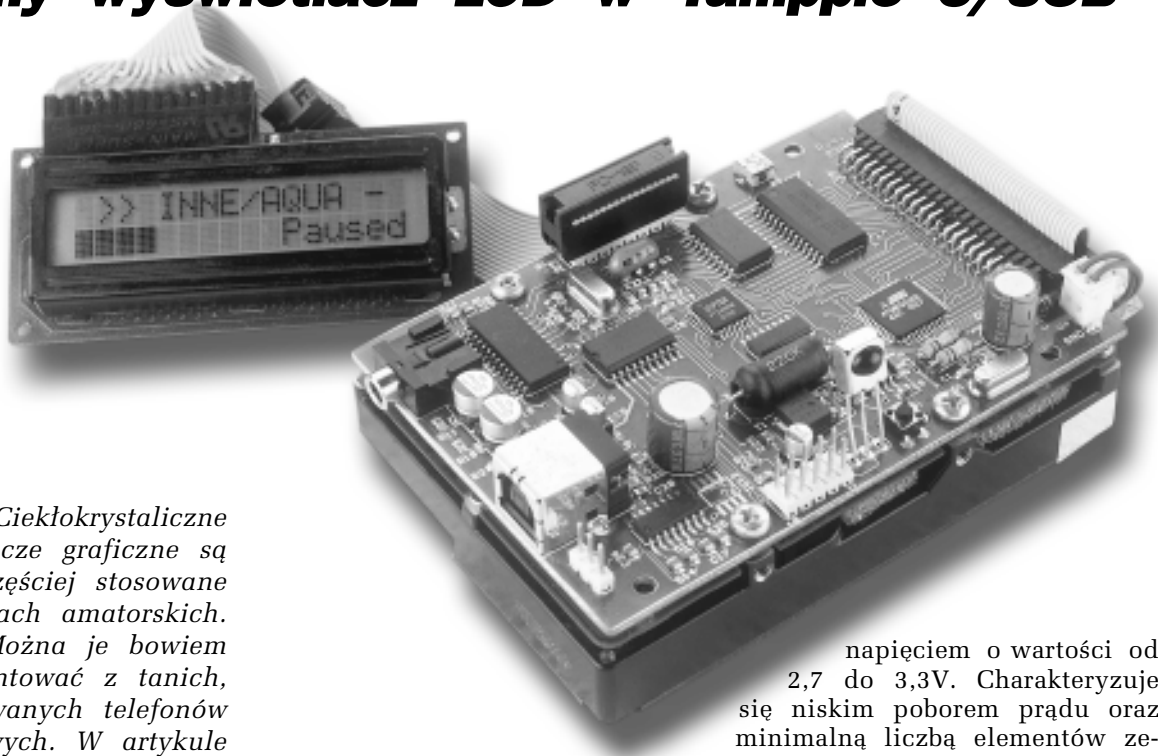 ny wyświetlacz LCD w Yampple-3/USB
>> INNE/AQUA -
Paused
Ciekłokrystaliczne
cze graficzne są
zęściej stosowane
ach amatorskich.
Można je bowiem
ntować z tanich,
wanych telefonów
wych. W artykule
napięciem o wartości od
2,7 do 3,3V. Charakteryzuje
się niskim poborem prądu oraz
minimalną liczbą elementów ze-